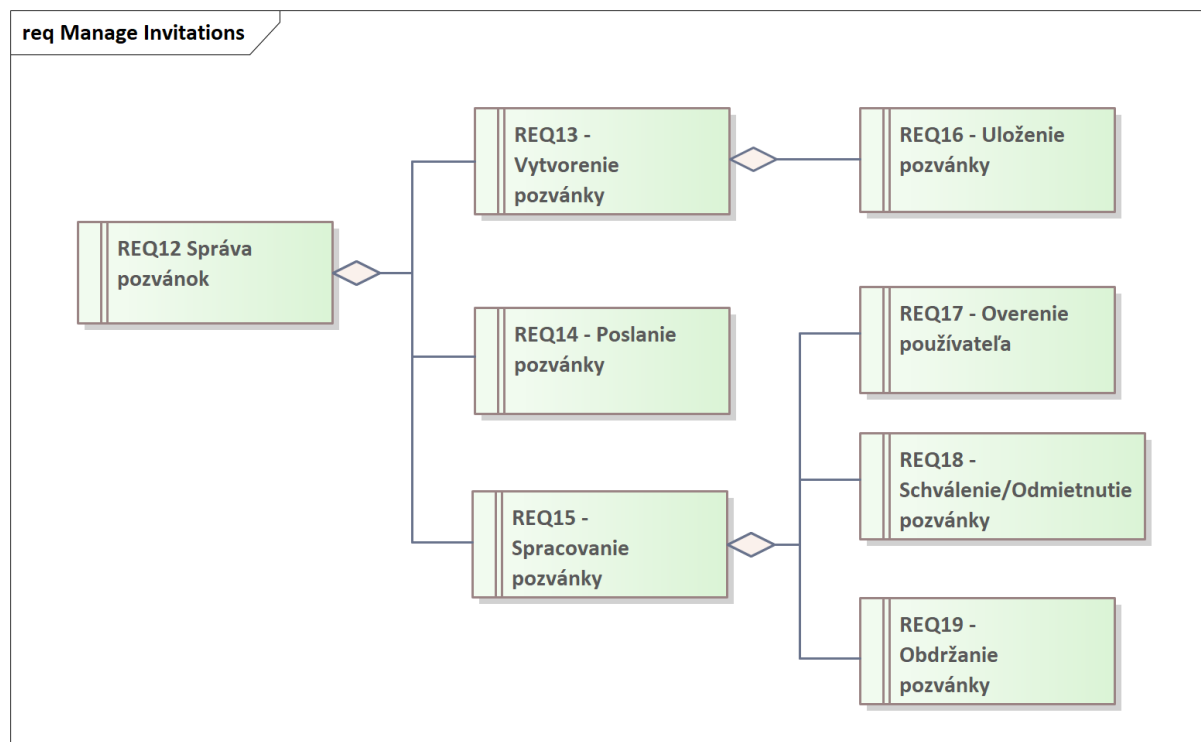 req Manage Invitations
REQ12 Správa
pozvánok
REQ13 -
Vytvorenie
pozvánky
REQ14 - Poslanie
pozvánky
REQ15 -
Spracovanie
pozvánky
REQ16 - Uloženie
pozvánky
REQ17 - Overenie
používateľa
REQ18 -
Schválenie/Odmietnutie
pozvánky
REQ19 -
Obdržanie
pozvánky